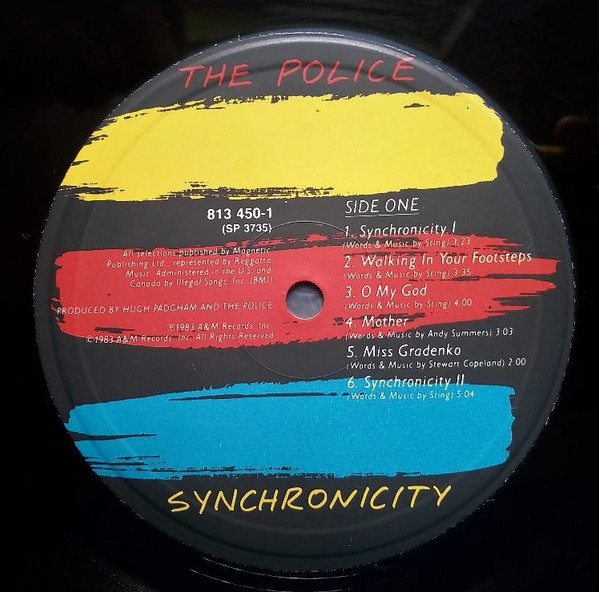 THE POLICE
813 450-1
(SP 3735)
All selections published by Magnetic
Publishing Ltd., represented by Reggatta
Music. Administered in the U.S. and
Canada by Illegal Songs, Inc. (BMI)
PRODUCED BY HUGH PADGHAM AND THE POLICE
℗1983 A&M Records, Inc.
©1983 A&M Records, Inc. All Rights Reserved
SIDE ONE
1. Synchronicity I
(Words & Music by Sting) 3:23
2. Walking In Your Footsteps
(Words & Music by Sting) 3:35
3. O My God
(Words & Music by Sting) 4:00
4. Mother
(Words & Music by Andy Summers) 3:03
5. Miss Gradenko
(Words & Music by Stewart Copeland) 2:00
6. Synchronicity II
(Words & Music by Sting) 5:04
SYNCHRONICITY